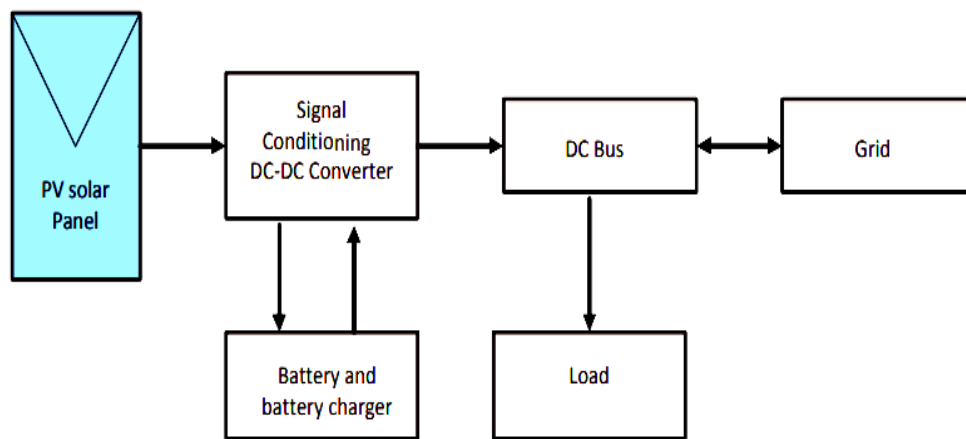 PV solar
Panel
Signal
Conditioning
DC-DC Converter
DC Bus
Grid
Battery and
battery charger
Load